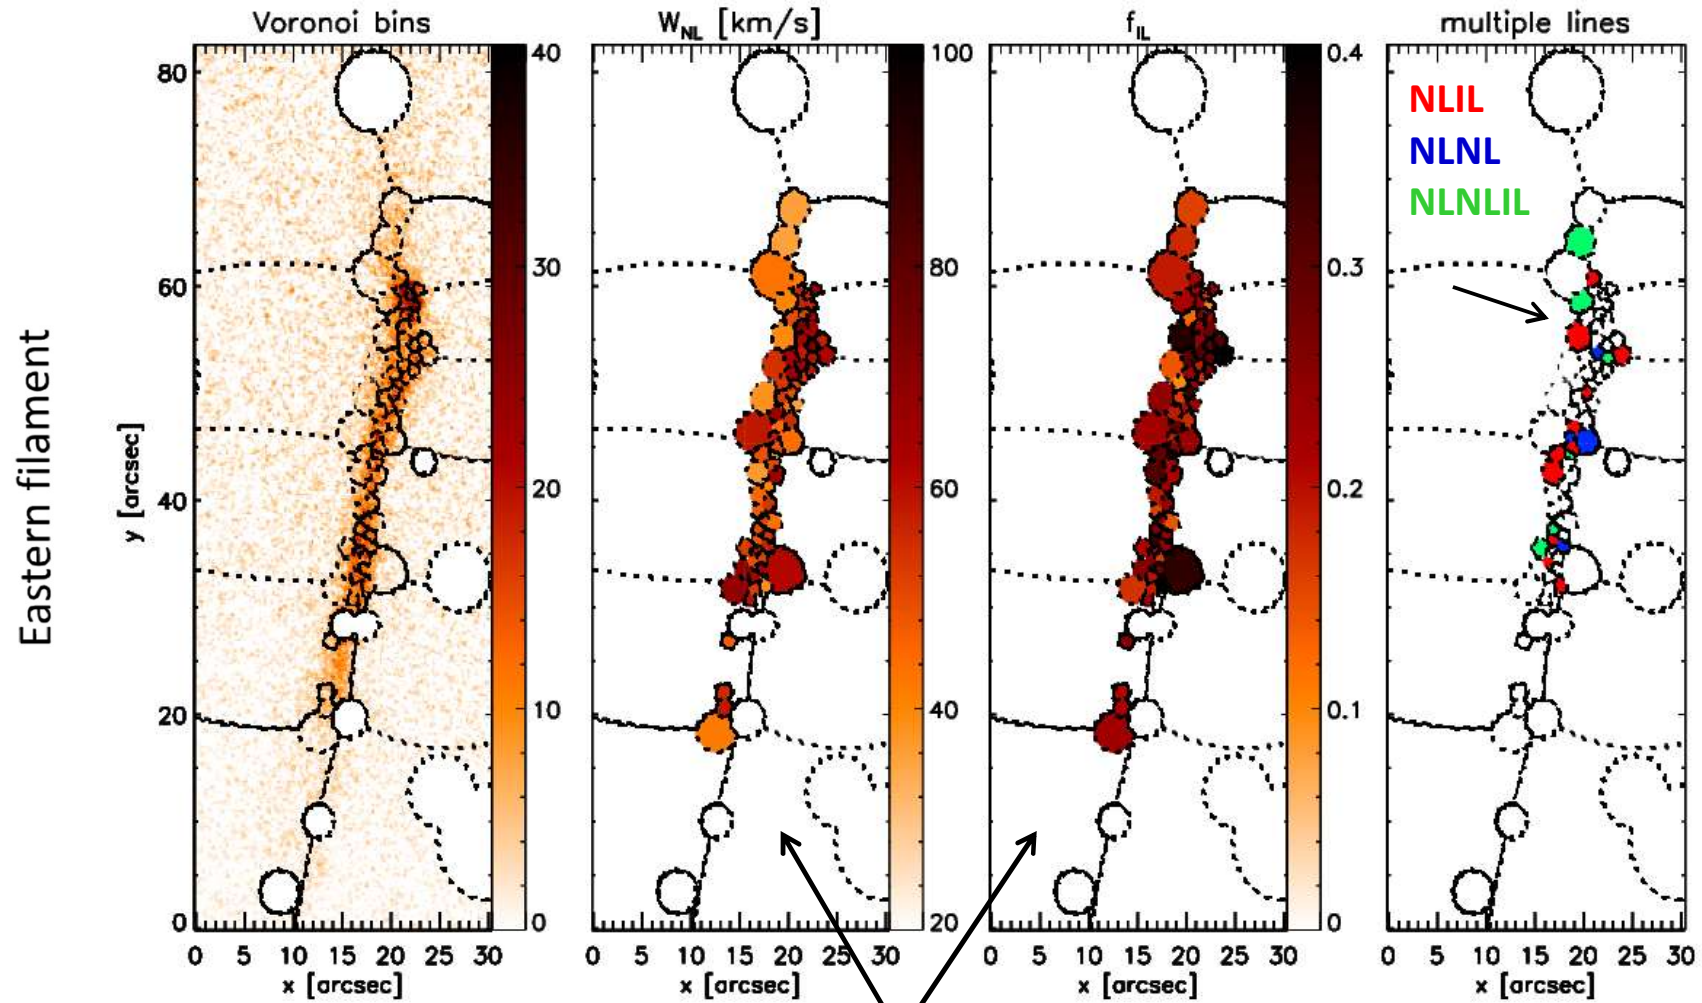 Voronoi bins
W_NL [km/s]
f_IL
multiple lines
Eastern filament
y [arcsec]
80
60
40
20
0
40
30
20
10
0
100
80
60
40
20
0.4
0.3
0.2
0.1
0
NLIL
NLNL
NLNLIL
0 5 10 15 20 25 30
0 5 10 15 20 25 30
0 5 10 15 20 25 30
0 5 10 15 20 25 30
x [arcsec]
x [arcsec]
x [arcsec]
x [arcsec]